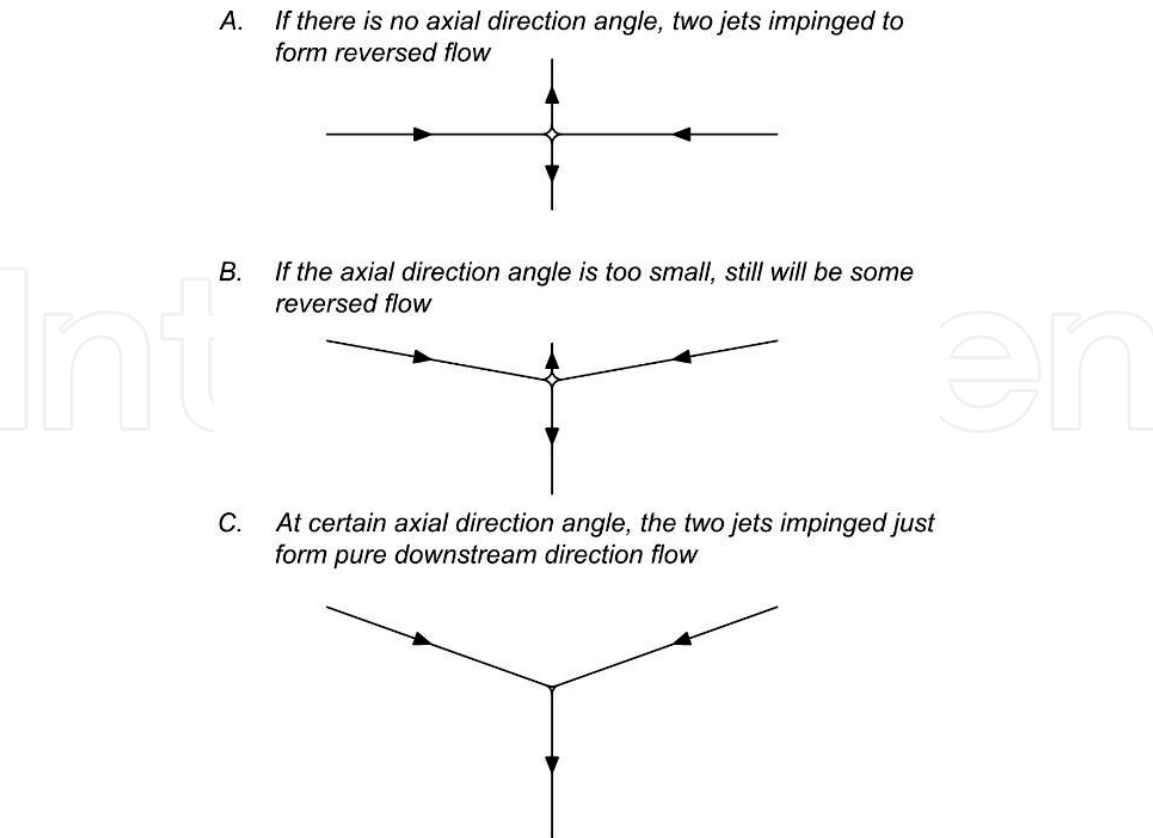 A. If there is no axial direction angle, two jets impinged to
form reversed flow
B. If the axial direction angle is too small, still will be some
reversed flow
C. At certain axial direction angle, the two jets impinged just
form pure downstream direction flow
Int
en